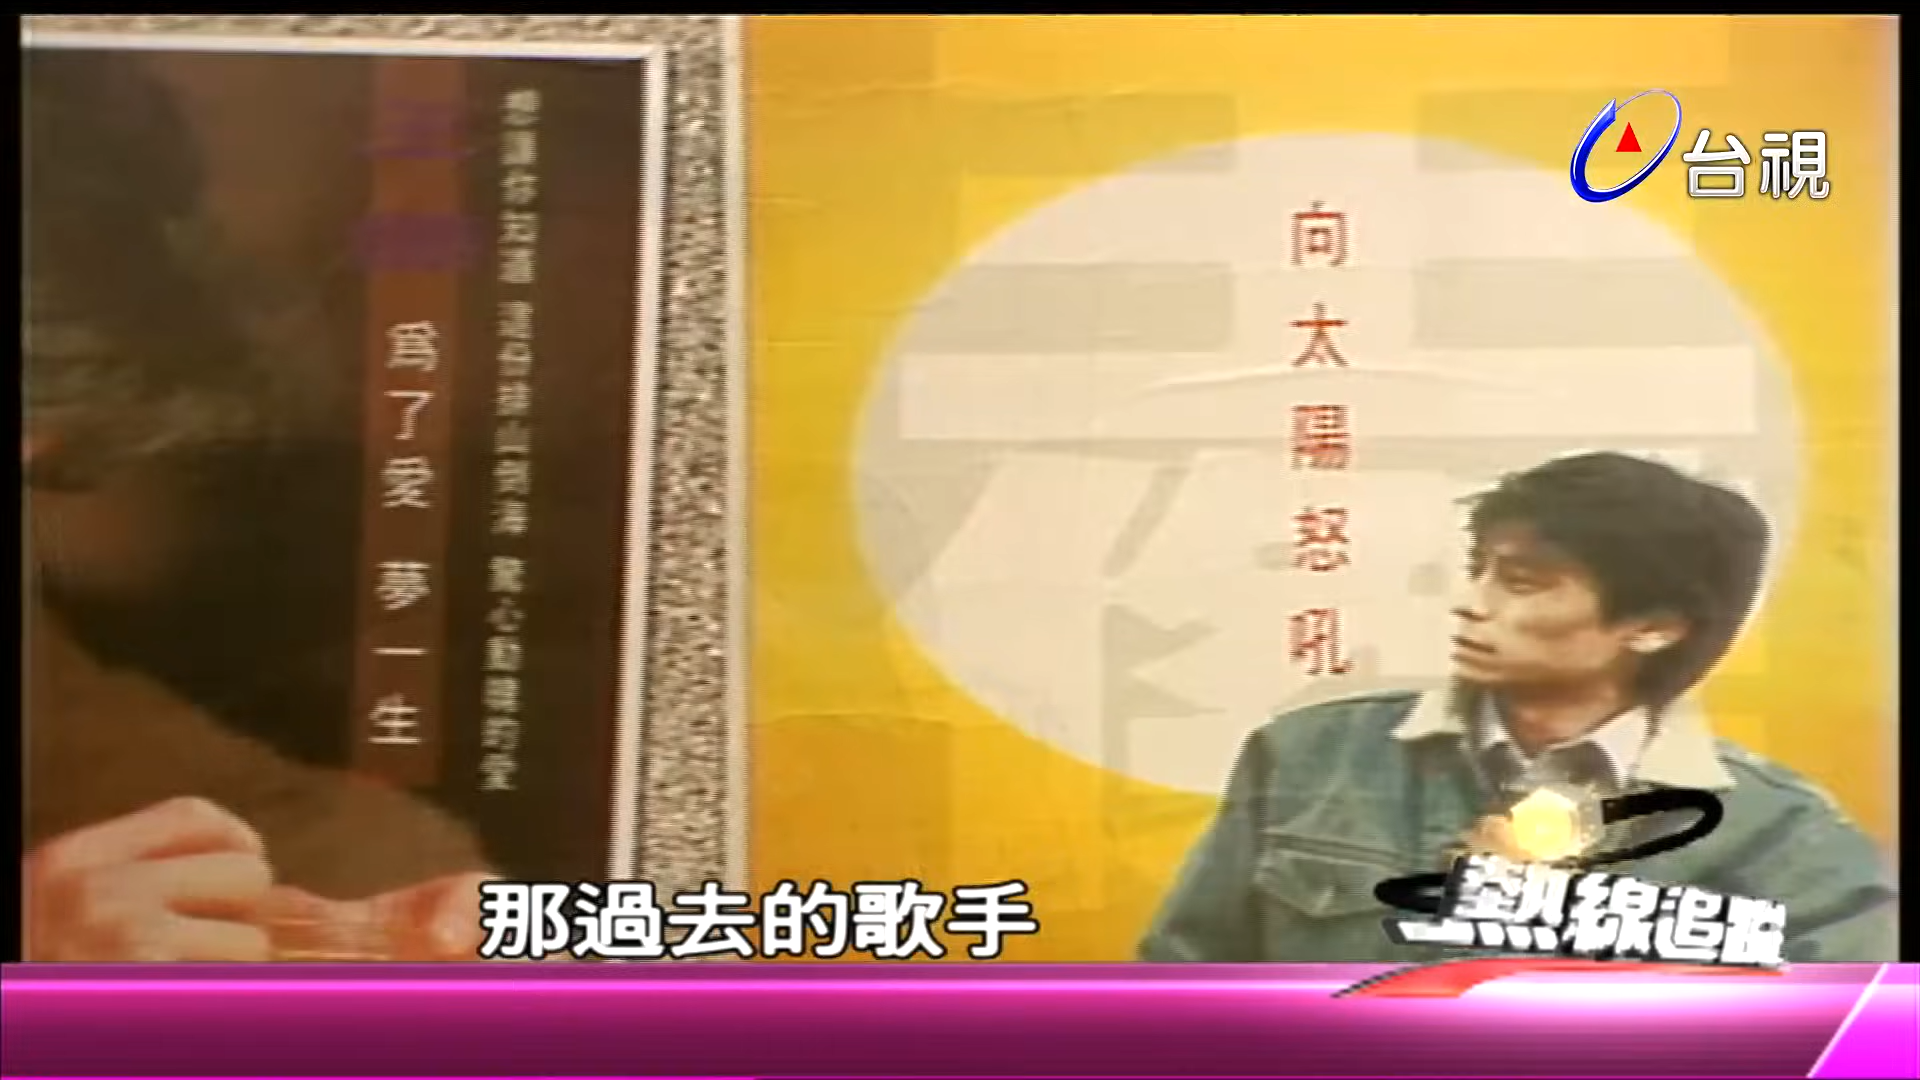 台視
向太陽怒吼
為了愛 夢一生
那過去的歌手
熱線追蹤